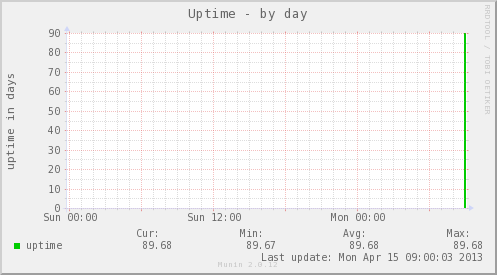 Uptime - by day
RRDTOOL / TOBI OETIKER
uptime in days
90
80
70
60
50
40
30
20
10
0
Sun 00:00 Sun 12:00 Mon 00:00
Cur: Min: Avg: Max:
uptime 89.68 89.67 89.68 89.68
Last update: Mon Apr 15 09:00:03 2013
Munin 2.0.12